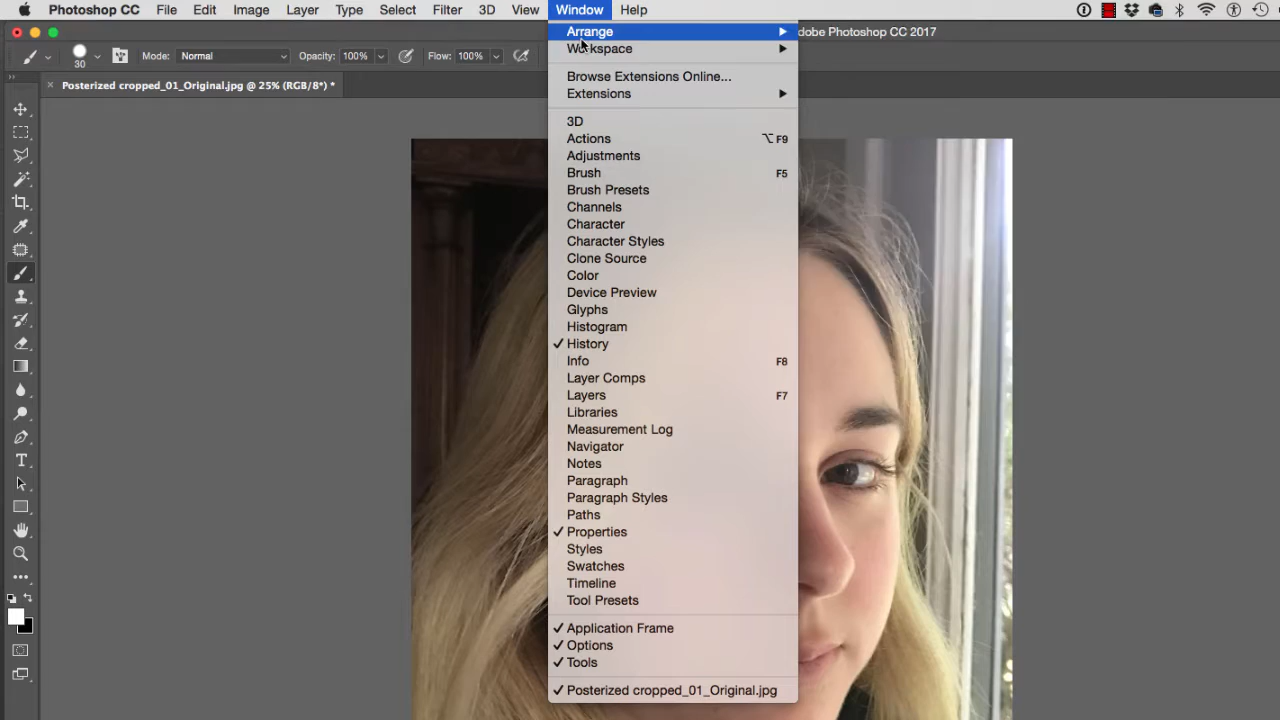 Photoshop CC File Edit Image Layer Type Select Filter 3D View Window Help
Adobe Photoshop CC 2017
30 Mode: Normal Opacity: 100% Flow: 100%
× Posterized cropped_01_Original.jpg @ 25% (RGB/8*) *
Arrange
Workspace
Browse Extensions Online...
Extensions
3D
Actions ⌥F9
Adjustments
Brush F5
Brush Presets
Channels
Character
Character Styles
Clone Source
Color
Device Preview
Glyphs
Histogram
✓ History
Info F8
Layer Comps
Layers F7
Libraries
Measurement Log
Navigator
Notes
Paragraph
Paragraph Styles
Paths
✓ Properties
Styles
Swatches
Timeline
Tool Presets
✓ Application Frame
✓ Options
✓ Tools
✓ Posterized cropped_01_Original.jpg